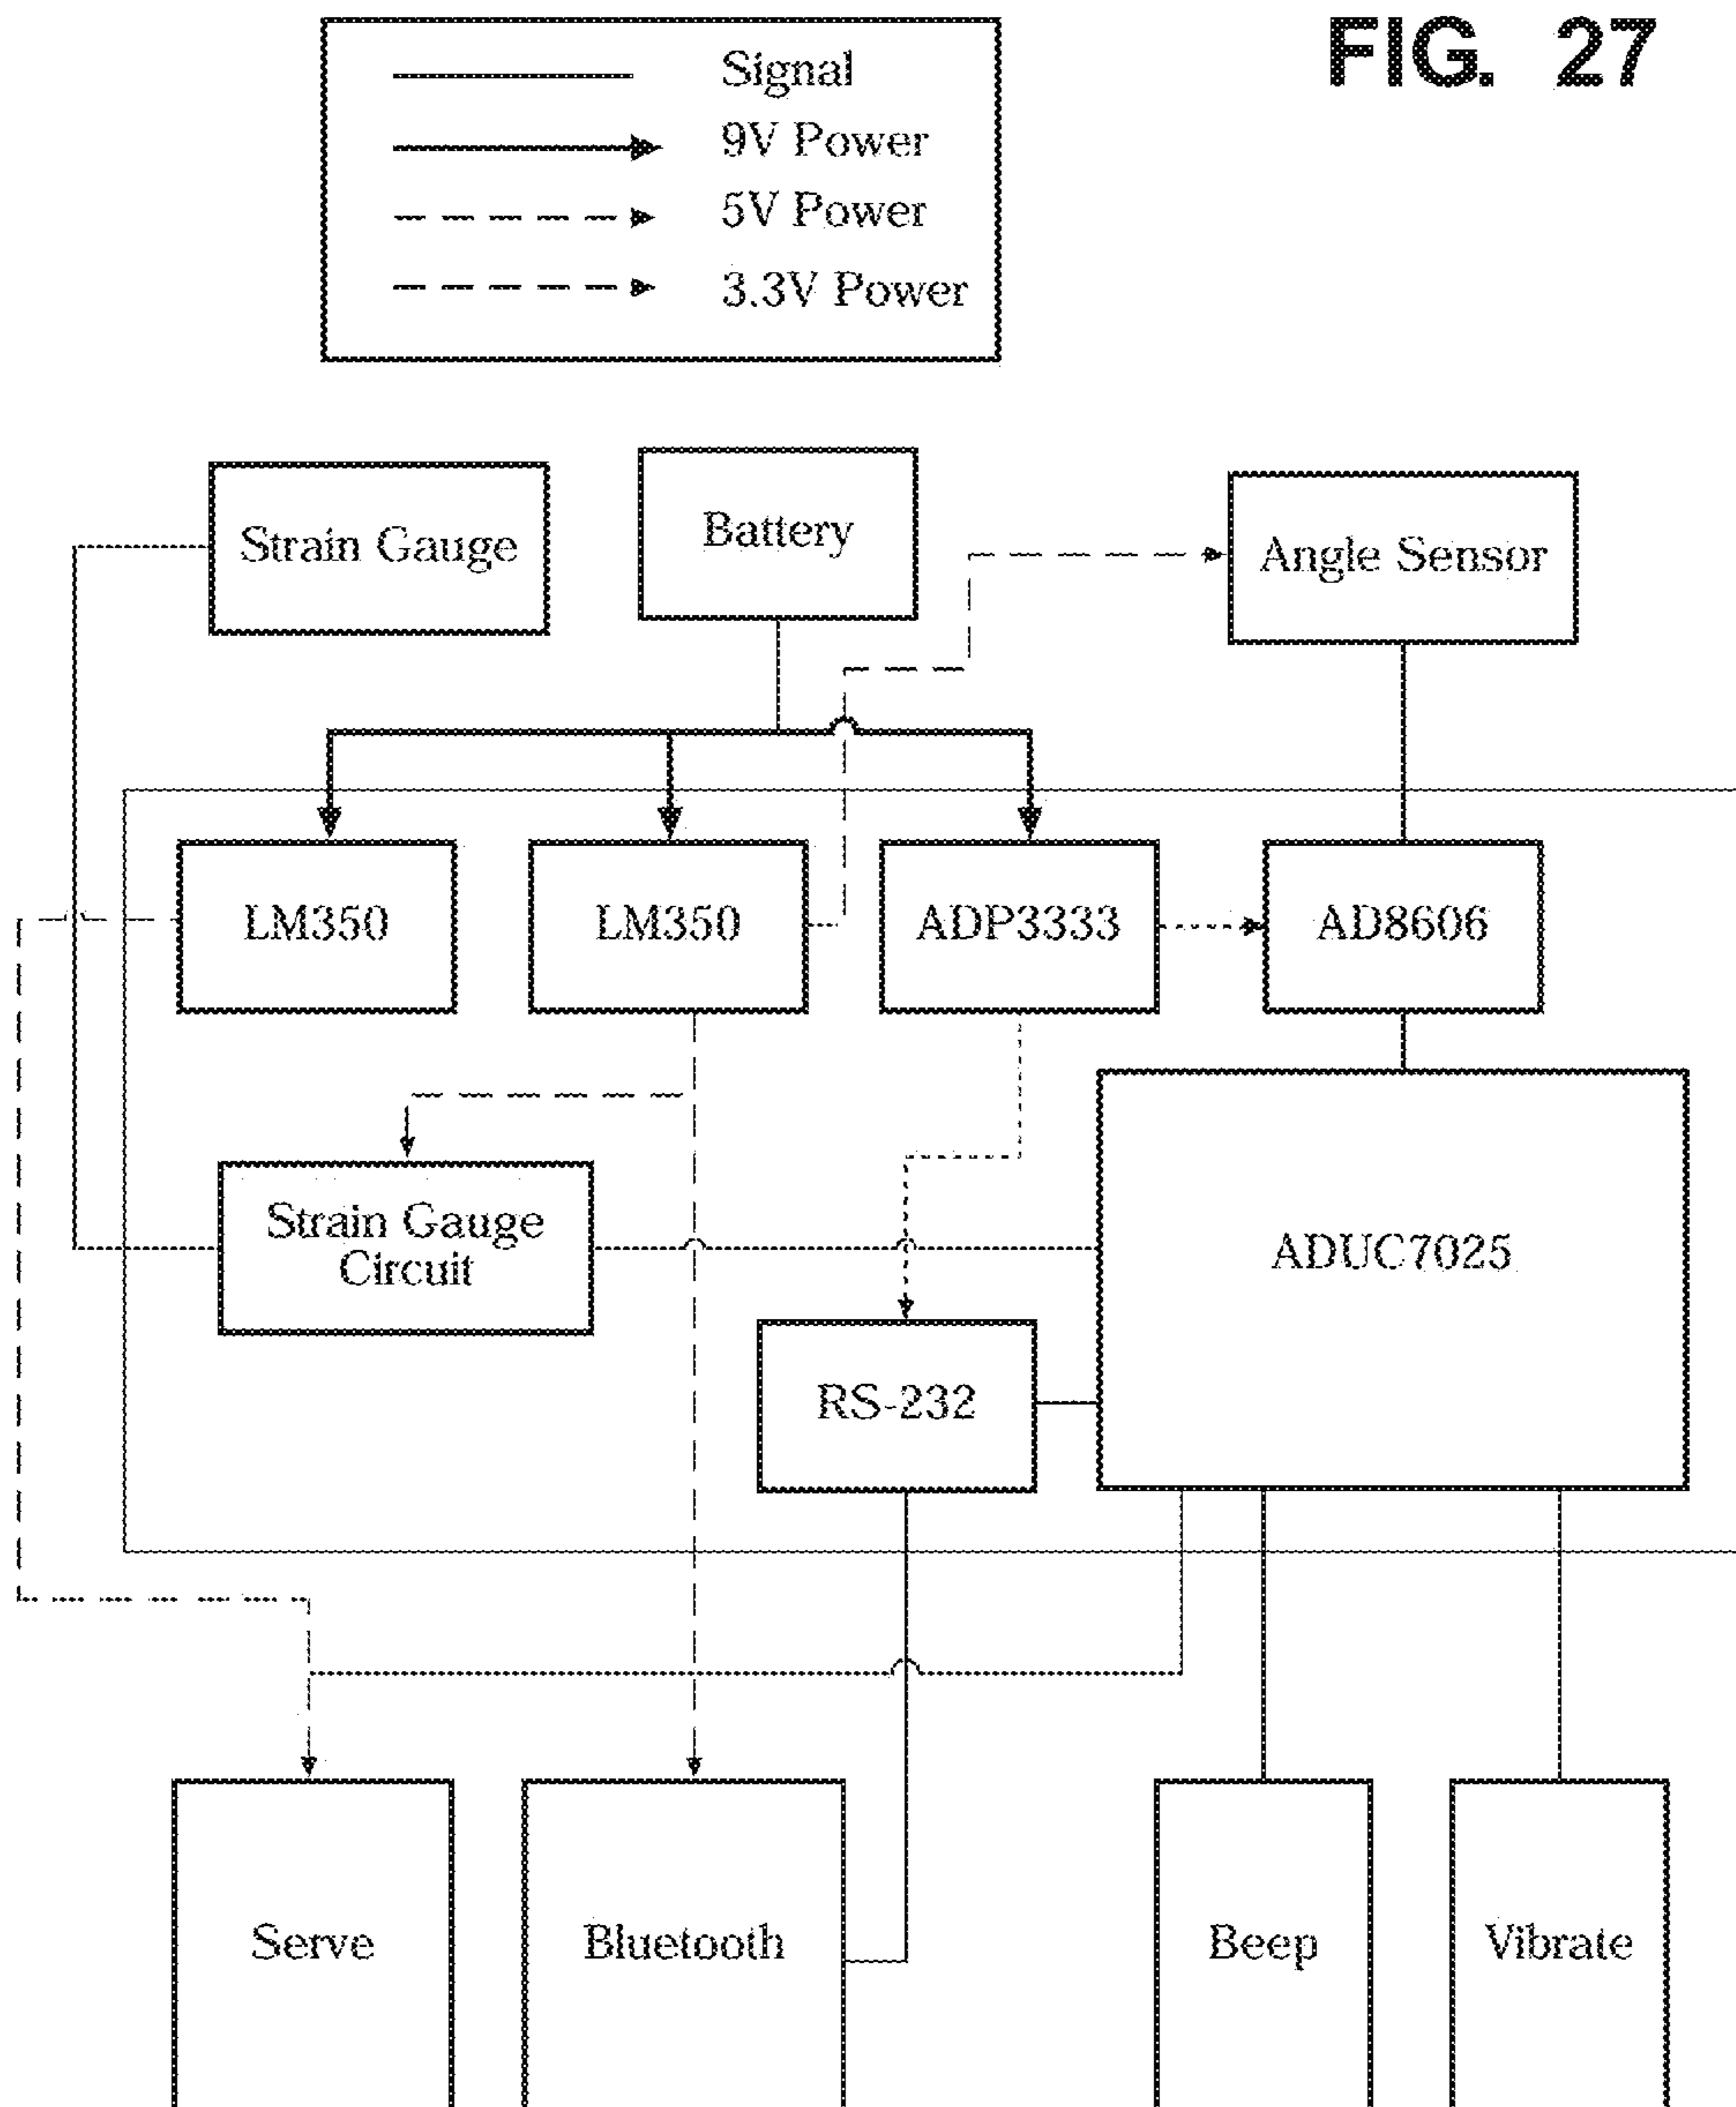 FIG. 27
Signal
9V Power
5V Power
3.3V Power
Strain Gauge
Battery
Angle Sensor
LM350
LM350
ADP3333
AD8606
Strain Gauge
Circuit
ADUC7025
RS-232
Serve
Bluetooth
Beep
Vibrate